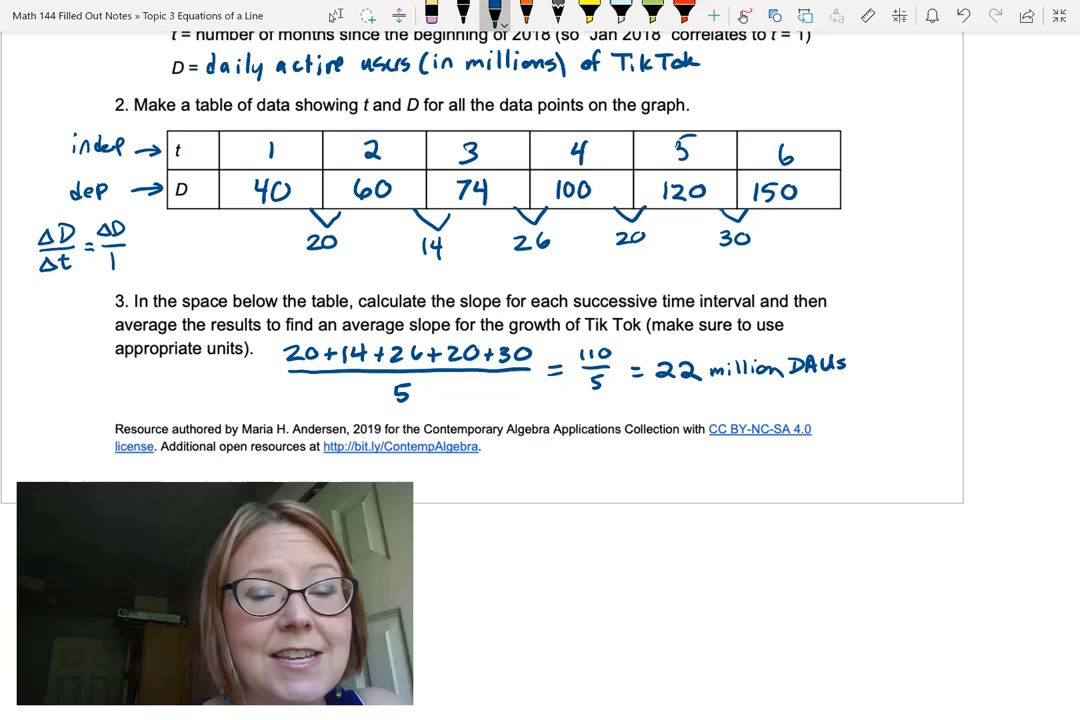 Math 144 Filled Out Notes » Topic 3 Equations of a Line
t = number of months since the beginning of 2018 (so "Jan 2018" correlates to t = 1)
D = daily active users (in millions) of TikTok
2. Make a table of data showing t and D for all the data points on the graph.
indep → t 1 2 3 4 5 6
dep → D 40 60 74 100 120 150
ΔD/Δt = ΔD/1 20 14 26 20 30
3. In the space below the table, calculate the slope for each successive time interval and then
average the results to find an average slope for the growth of Tik Tok (make sure to use
appropriate units). 20+14+26+20+30/5 = 110/5 = 22 million DAUs
Resource authored by Maria H. Andersen, 2019 for the Contemporary Algebra Applications Collection with CC BY-NC-SA 4.0
license. Additional open resources at http://bit.ly/ContempAlgebra.